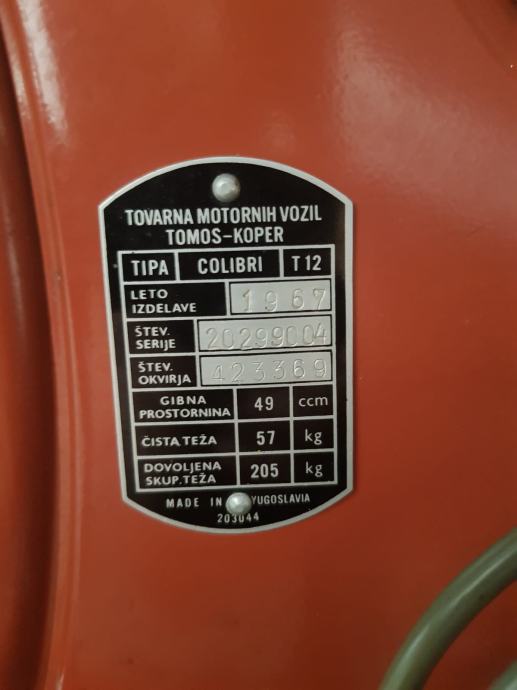 TOVARNA MOTORNIH VOZIL
TOMOS-KOPER
TIPA COLIBRI T 12
LETO IZDELAVE 1967
ŠTEV. SERIJE 20299004
ŠTEV. OKVIRJA 423369
GIBNA PROSTORNINA 49 ccm
ČISTA TEŽA 57 kg
DOVOLJENA SKUP. TEŽA 205 kg
MADE IN YUGOSLAVIA
203044